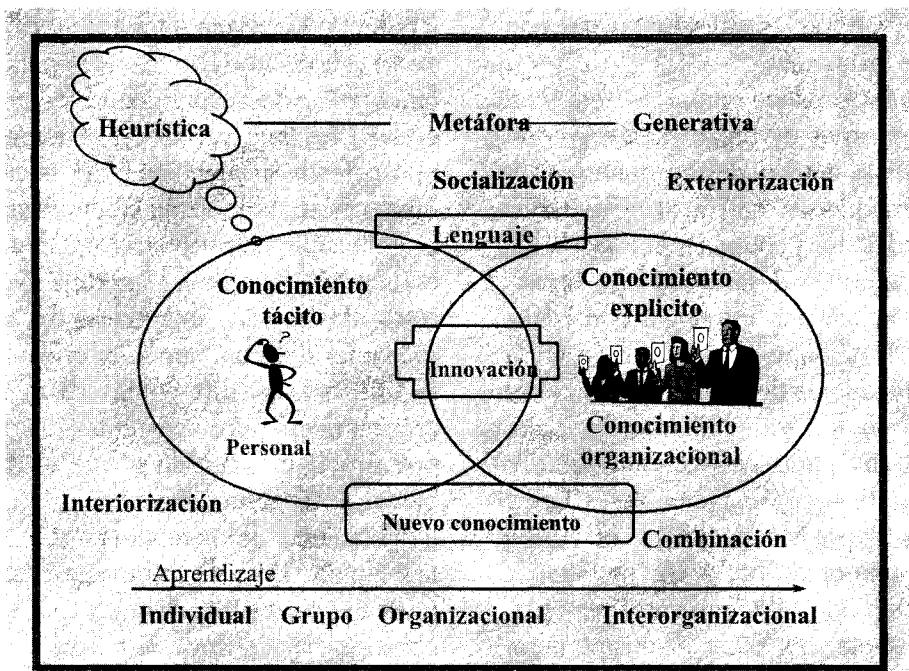 Heurística Metáfora Generativa
Socialización Exteriorización
Lenguaje
Conocimiento
tácito
Conocimiento
explicito
?
Innovación
Personal
Conocimiento
organizacional
Interiorización
Nuevo conocimiento
Combinación
Aprendizaje
Individual Grupo Organizacional Interorganizacional